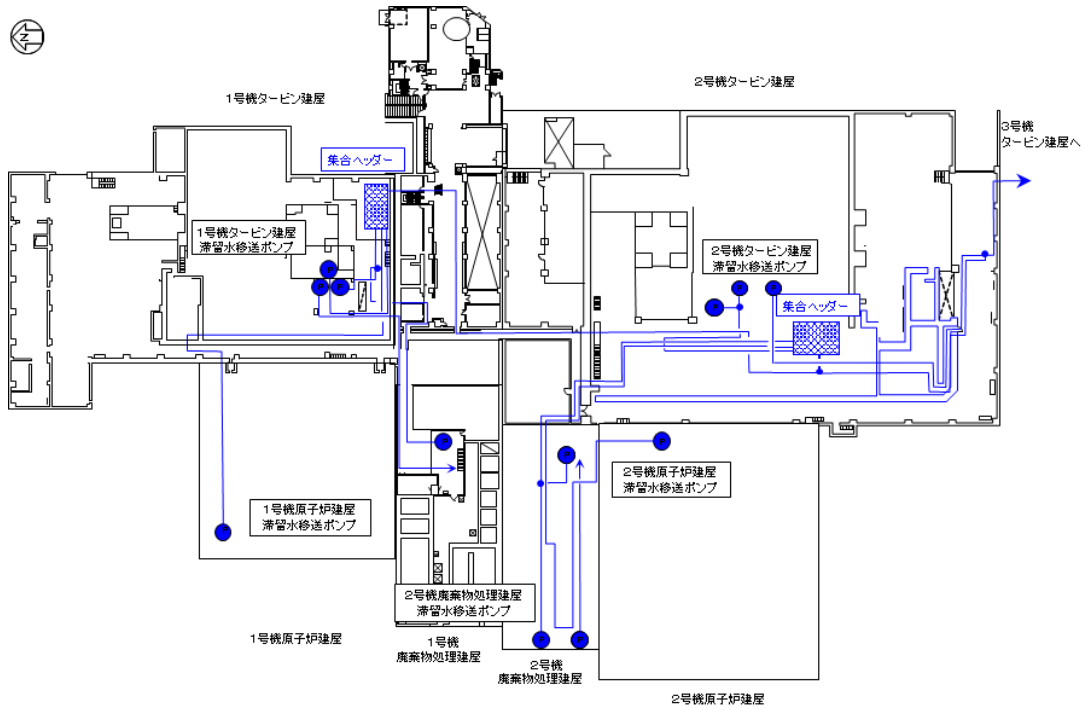 N
2号機タービン建屋
1号機タービン建屋
3号機
タービン建屋へ
集合ヘッダー
1号機タービン建屋
滞留水移送ポンプ
2号機タービン建屋
滞留水移送ポンプ
P
P
P
P
P
集合ヘッダー
P
P
P
2号機原子炉建屋
滞留水移送ポンプ
1号機原子炉建屋
滞留水移送ポンプ
P
2号機廃棄物処理建屋
滞留水移送ポンプ
P
P
1号機原子炉建屋
1号機
廃棄物処理建屋
2号機
廃棄物処理建屋
2号機原子炉建屋